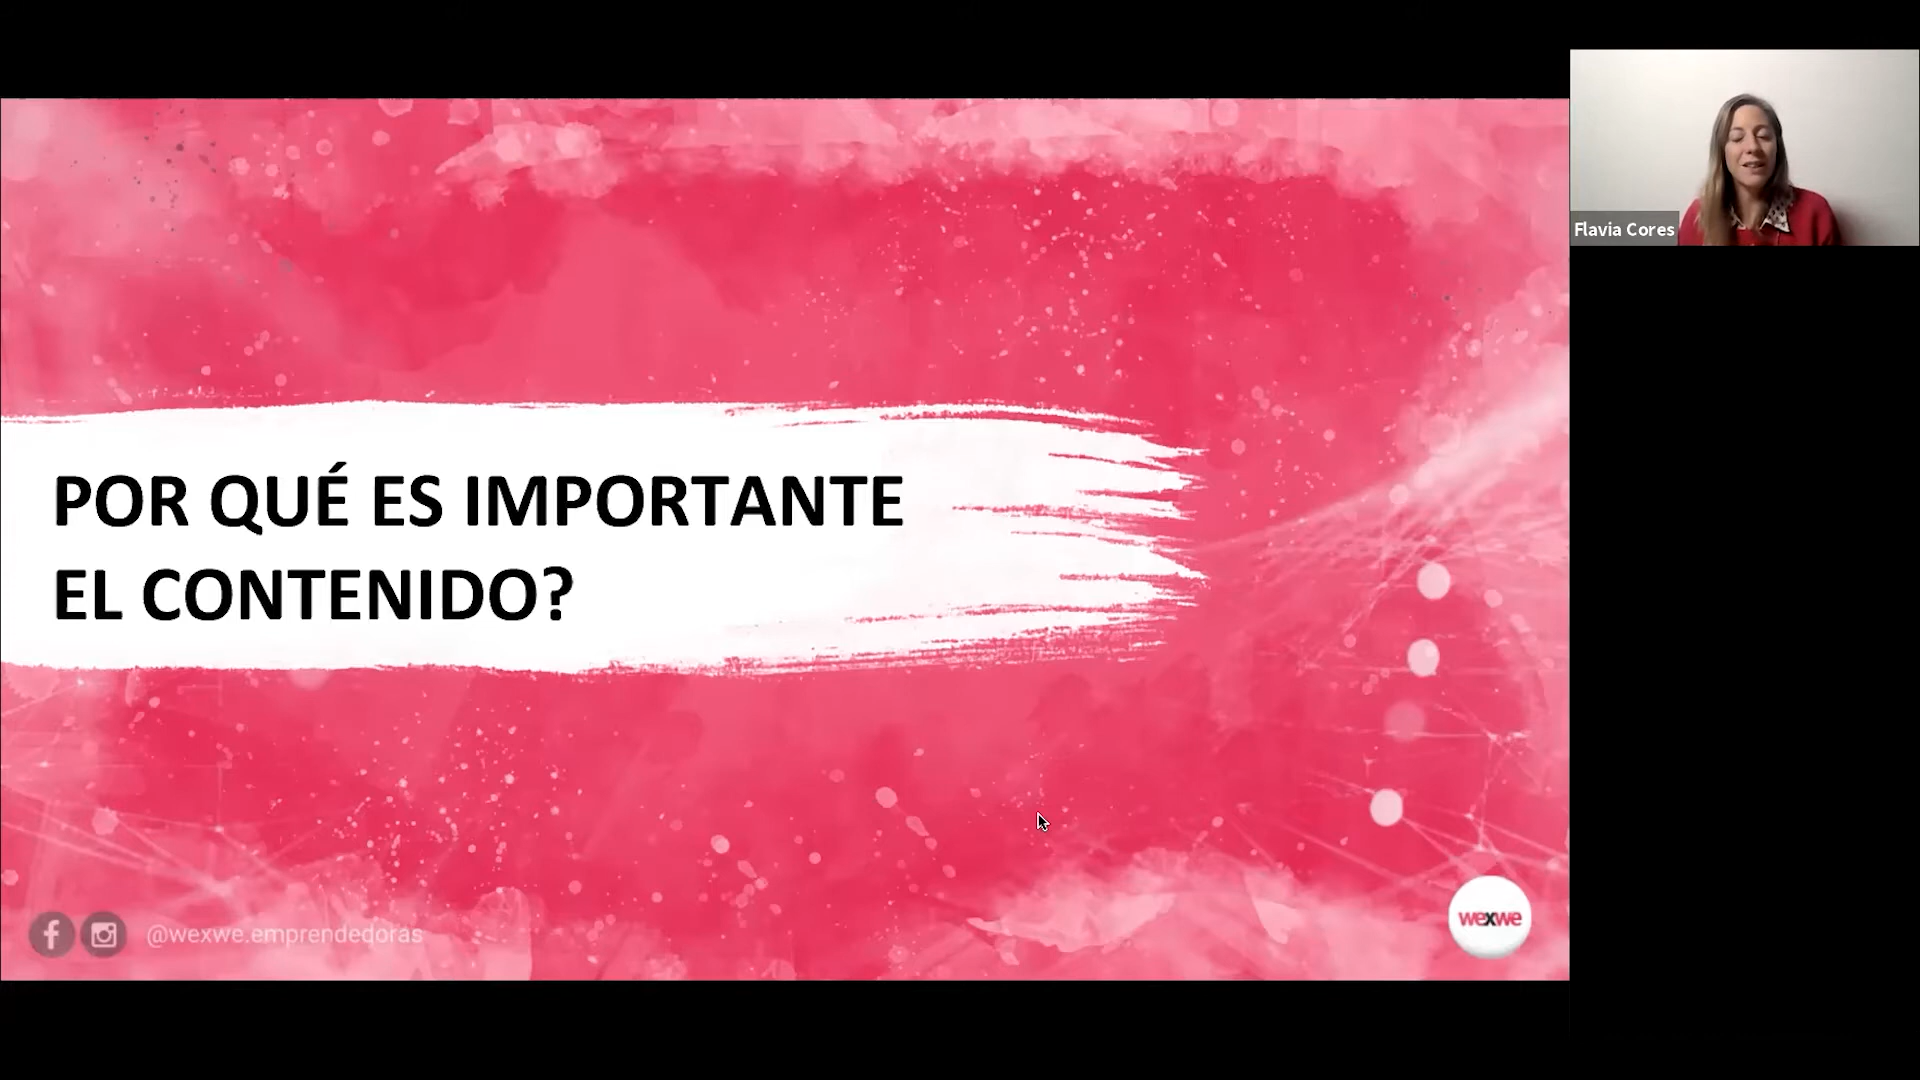 POR QUÉ ES IMPORTANTE
EL CONTENIDO?
@wexwe.emprendedoras
wexwe
Flavia Cores